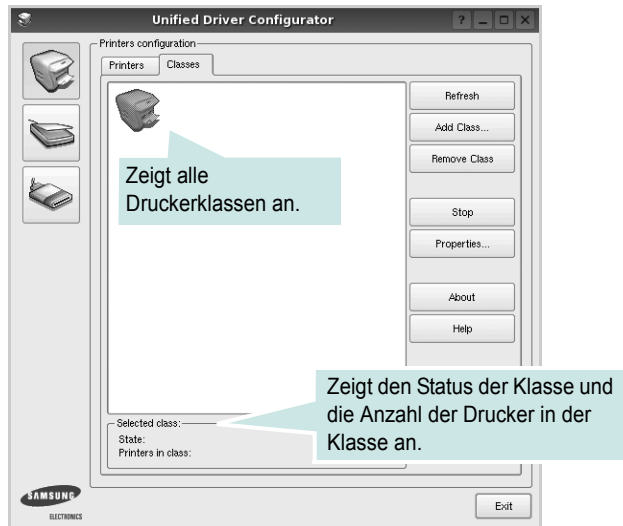 Unified Driver Configurator
Printers configuration
Printers
Classes
Refresh
Add Class...
Remove Class
Zeigt alle
Druckerklassen an.
Stop
Properties...
About
Help
Zeigt den Status der Klasse und
die Anzahl der Drucker in der
Klasse an.
Selected class:
State:
Printers in class:
SAMSUNG
ELECTRONICS
Exit